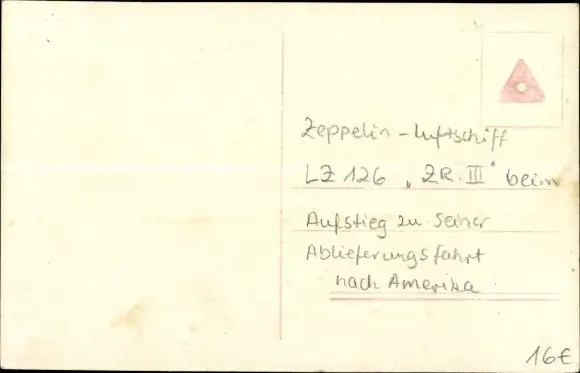 Zeppelin-Luftschiff
LZ 126 „ZR. III" beim
Aufstieg zu seiner
Ablieferungsfahrt
nach Amerika
16€